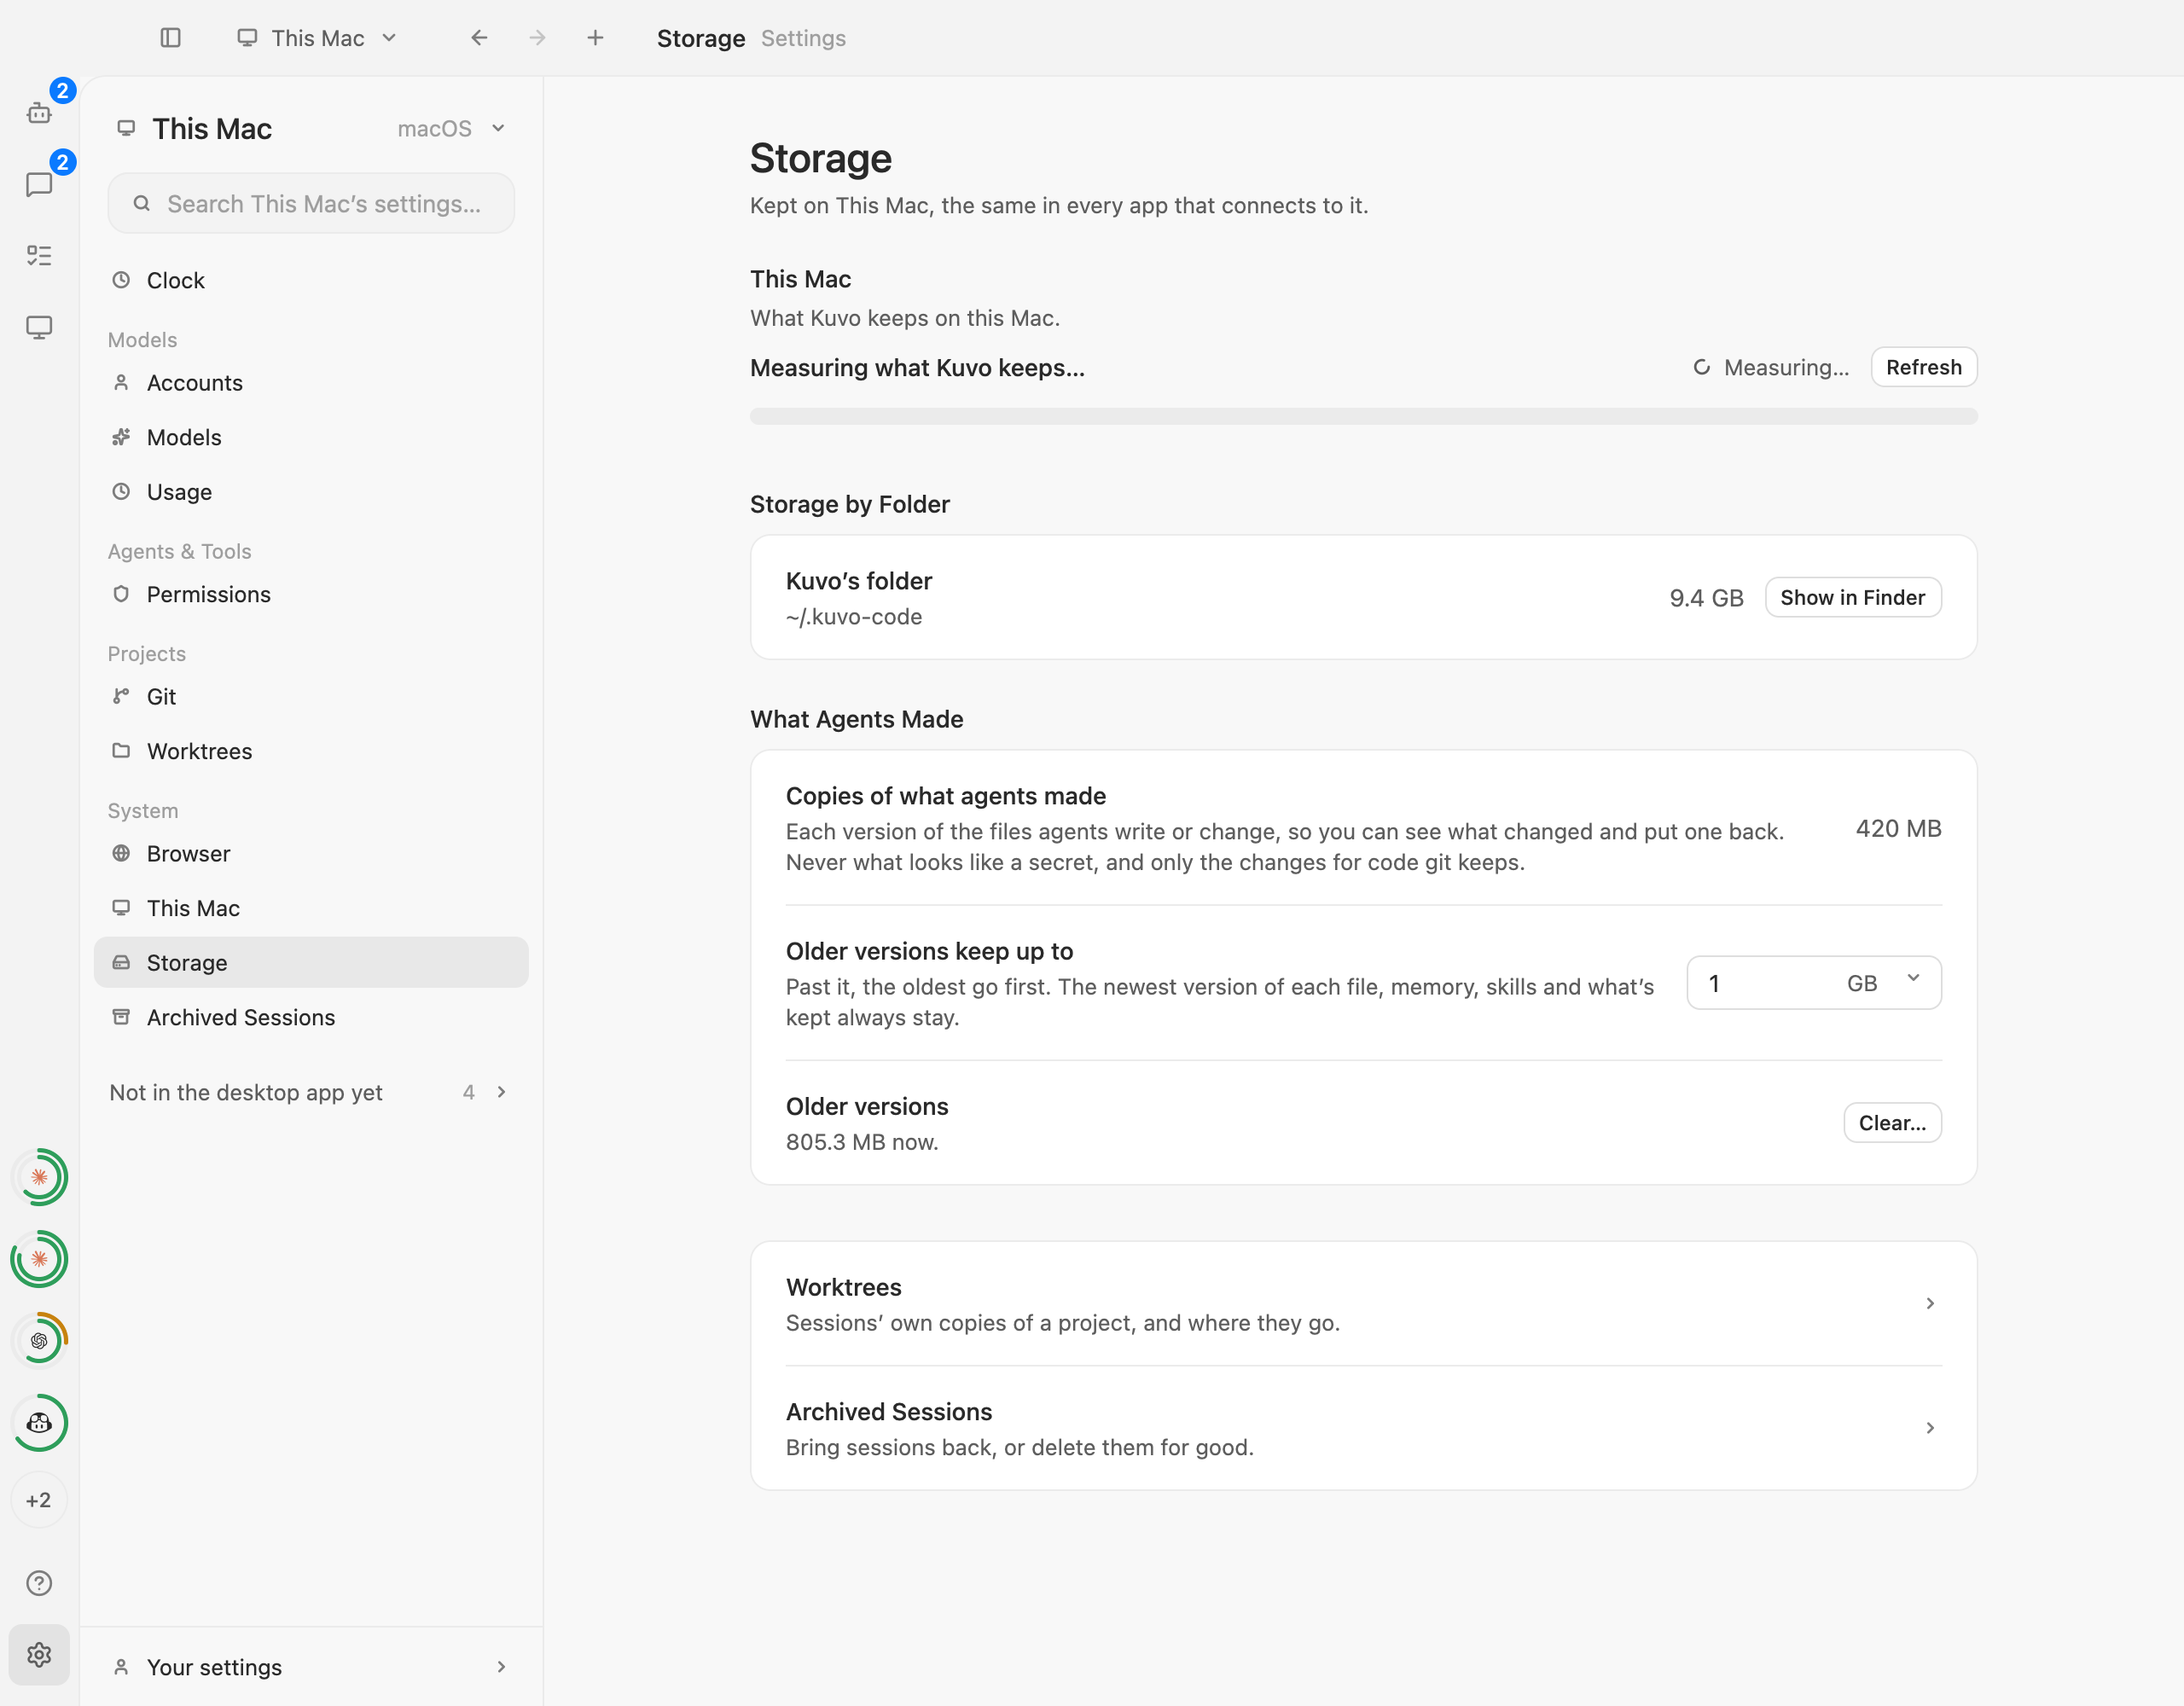 This Mac
Storage Settings
2
2
This Mac
macOS
Search This Mac’s settings...
Clock
Models
Accounts
Models
Usage
Agents & Tools
Permissions
Projects
Git
Worktrees
System
Browser
This Mac
Storage
Archived Sessions
Not in the desktop app yet
4
+2
Your settings
Storage
Kept on This Mac, the same in every app that connects to it.
This Mac
What Kuvo keeps on this Mac.
Measuring what Kuvo keeps...
Measuring...
Refresh
Storage by Folder
Kuvo’s folder
~/.kuvo-code
9.4 GB
Show in Finder
What Agents Made
Copies of what agents made
Each version of the files agents write or change, so you can see what changed and put one back.
Never what looks like a secret, and only the changes for code git keeps.
420 MB
Older versions keep up to
Past it, the oldest go first. The newest version of each file, memory, skills and what’s
kept always stay.
1
GB
Older versions
805.3 MB now.
Clear...
Worktrees
Sessions’ own copies of a project, and where they go.
Archived Sessions
Bring sessions back, or delete them for good.